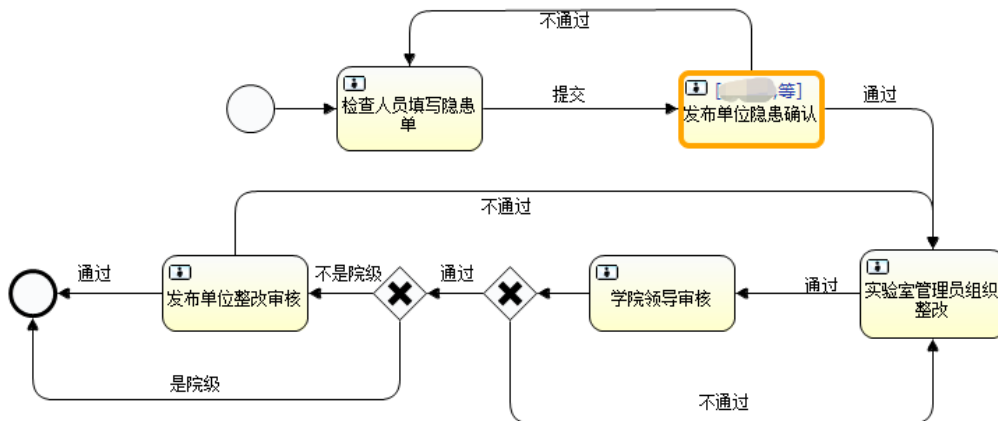 不通过
检查人员填写隐患
单
提交
[
,等]
发布单位隐患确认
通过
不通过
通过
发布单位整改审核
不是院级
通过
学院领导审核
通过
实验室管理员组织
整改
是院级
不通过